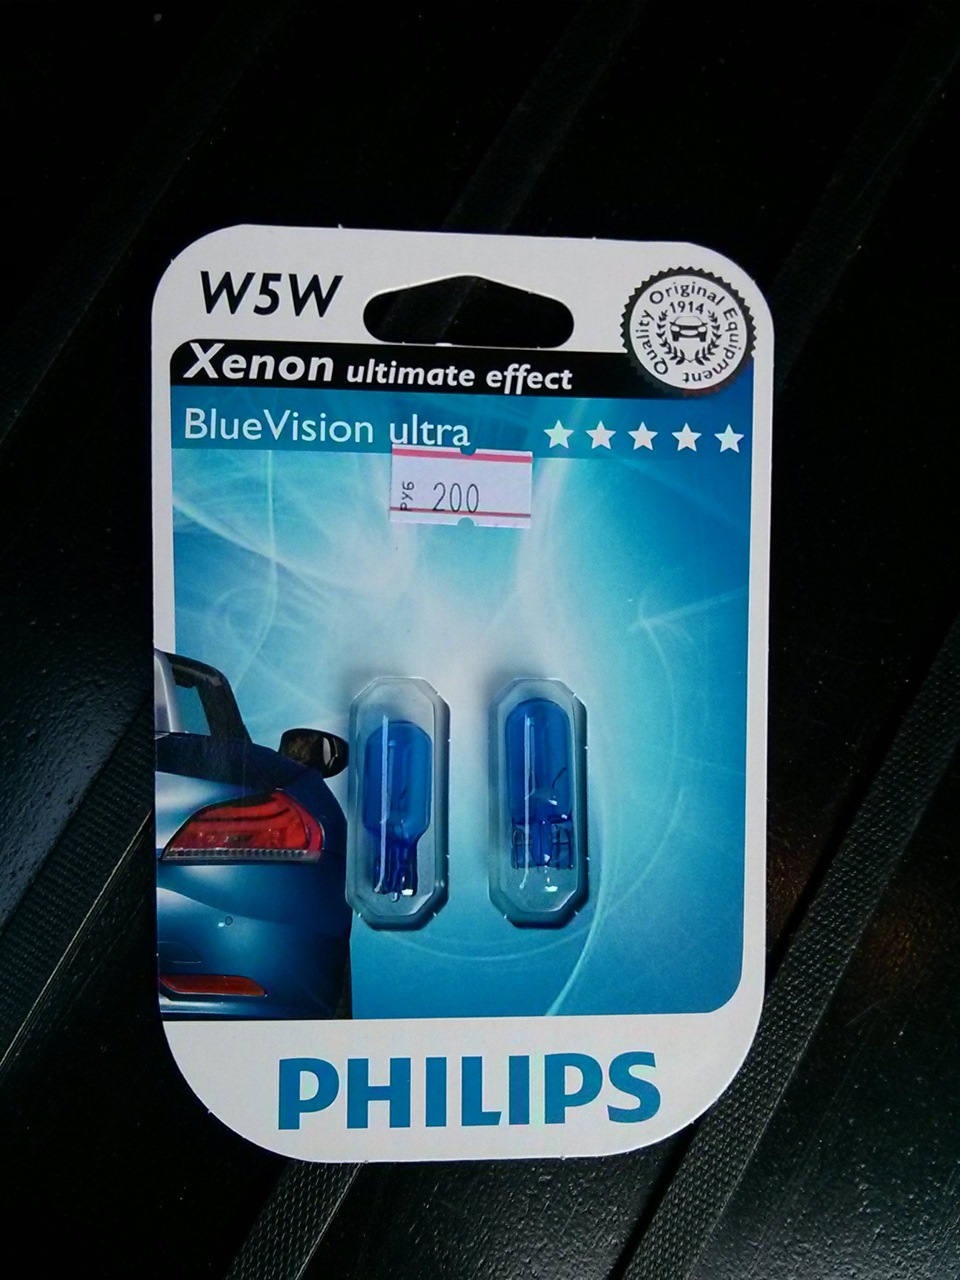 W5W
Quality Original Equipment
1914
Xenon ultimate effect
BlueVision ultra
РУБ 200
PHILIPS